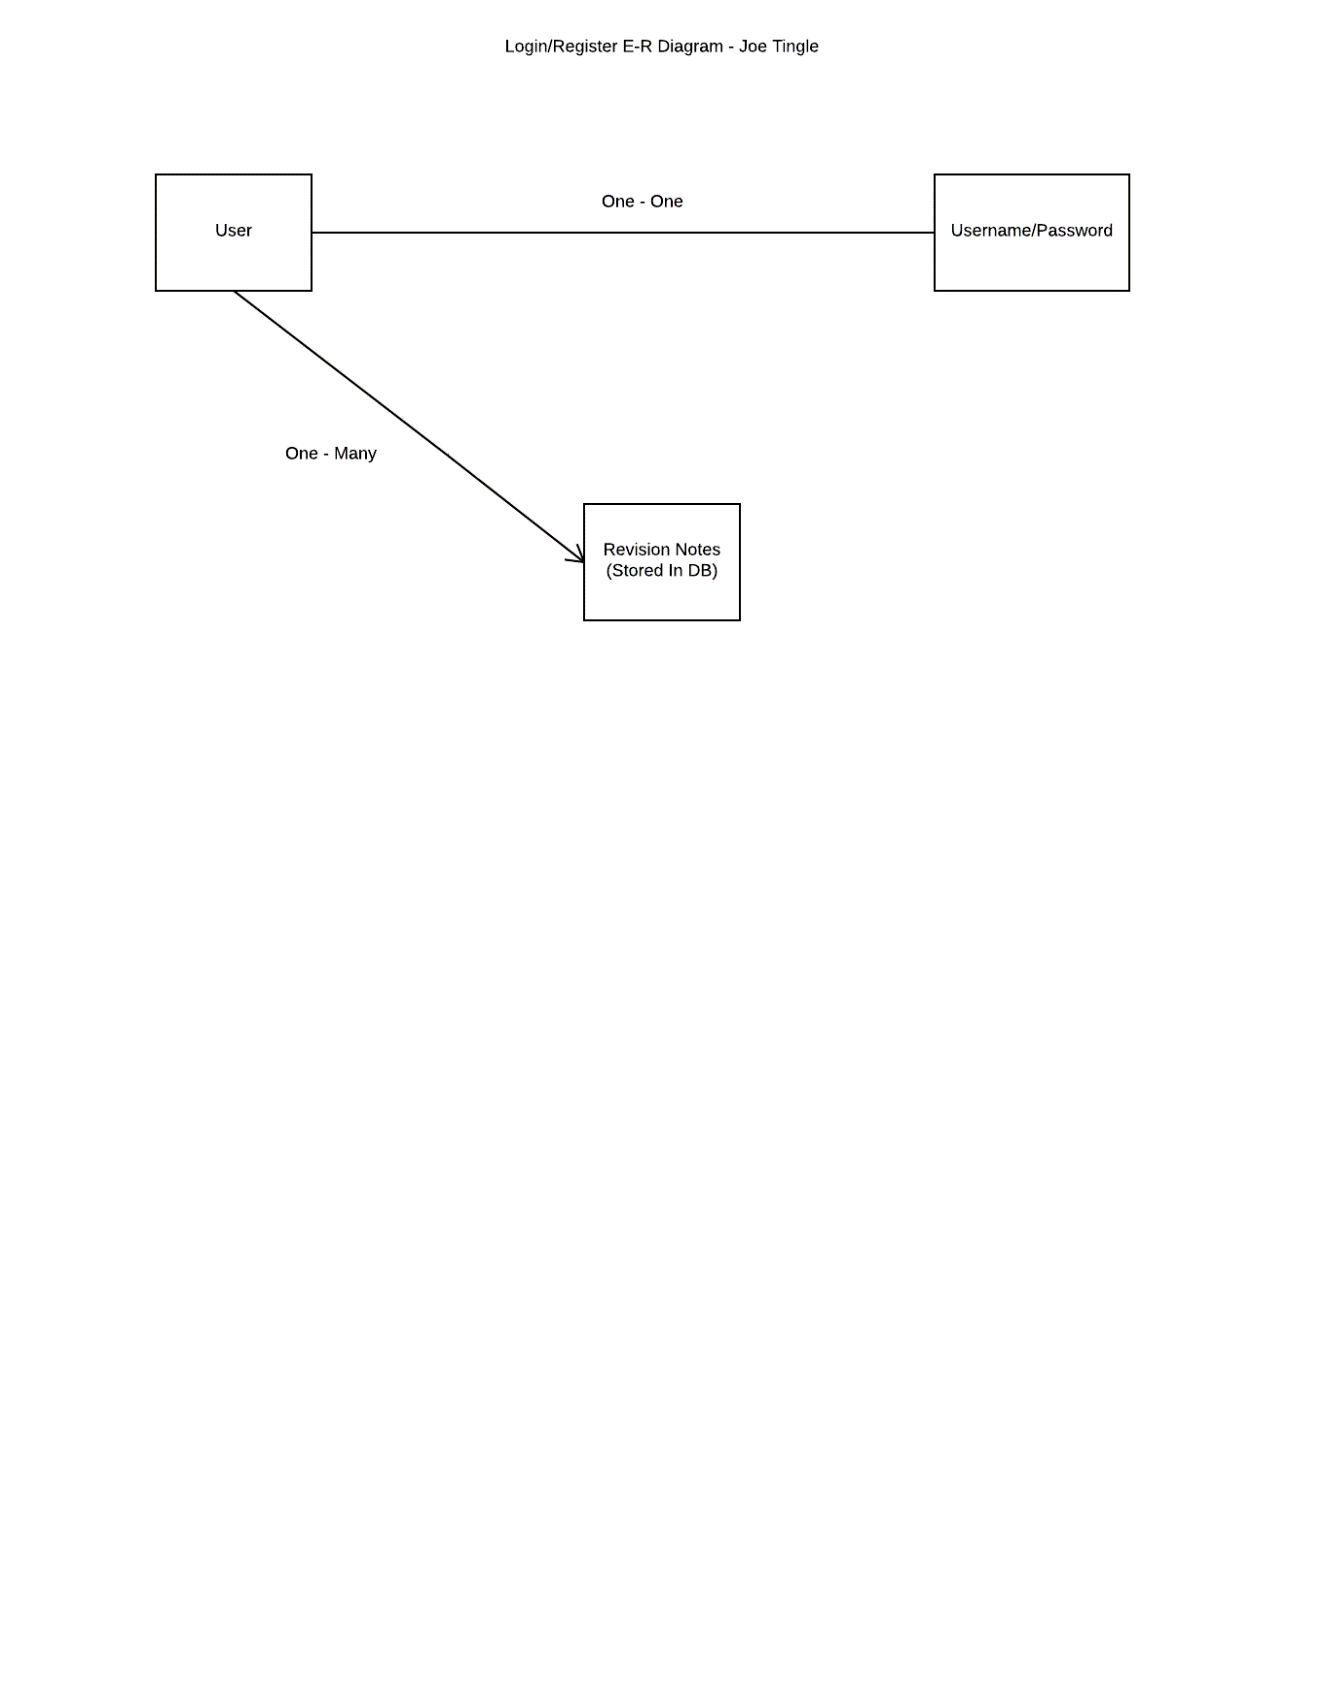 Login/Register E-R Diagram - Joe Tingle
One - One
User
Username/Password
One - Many
Revision Notes
(Stored In DB)